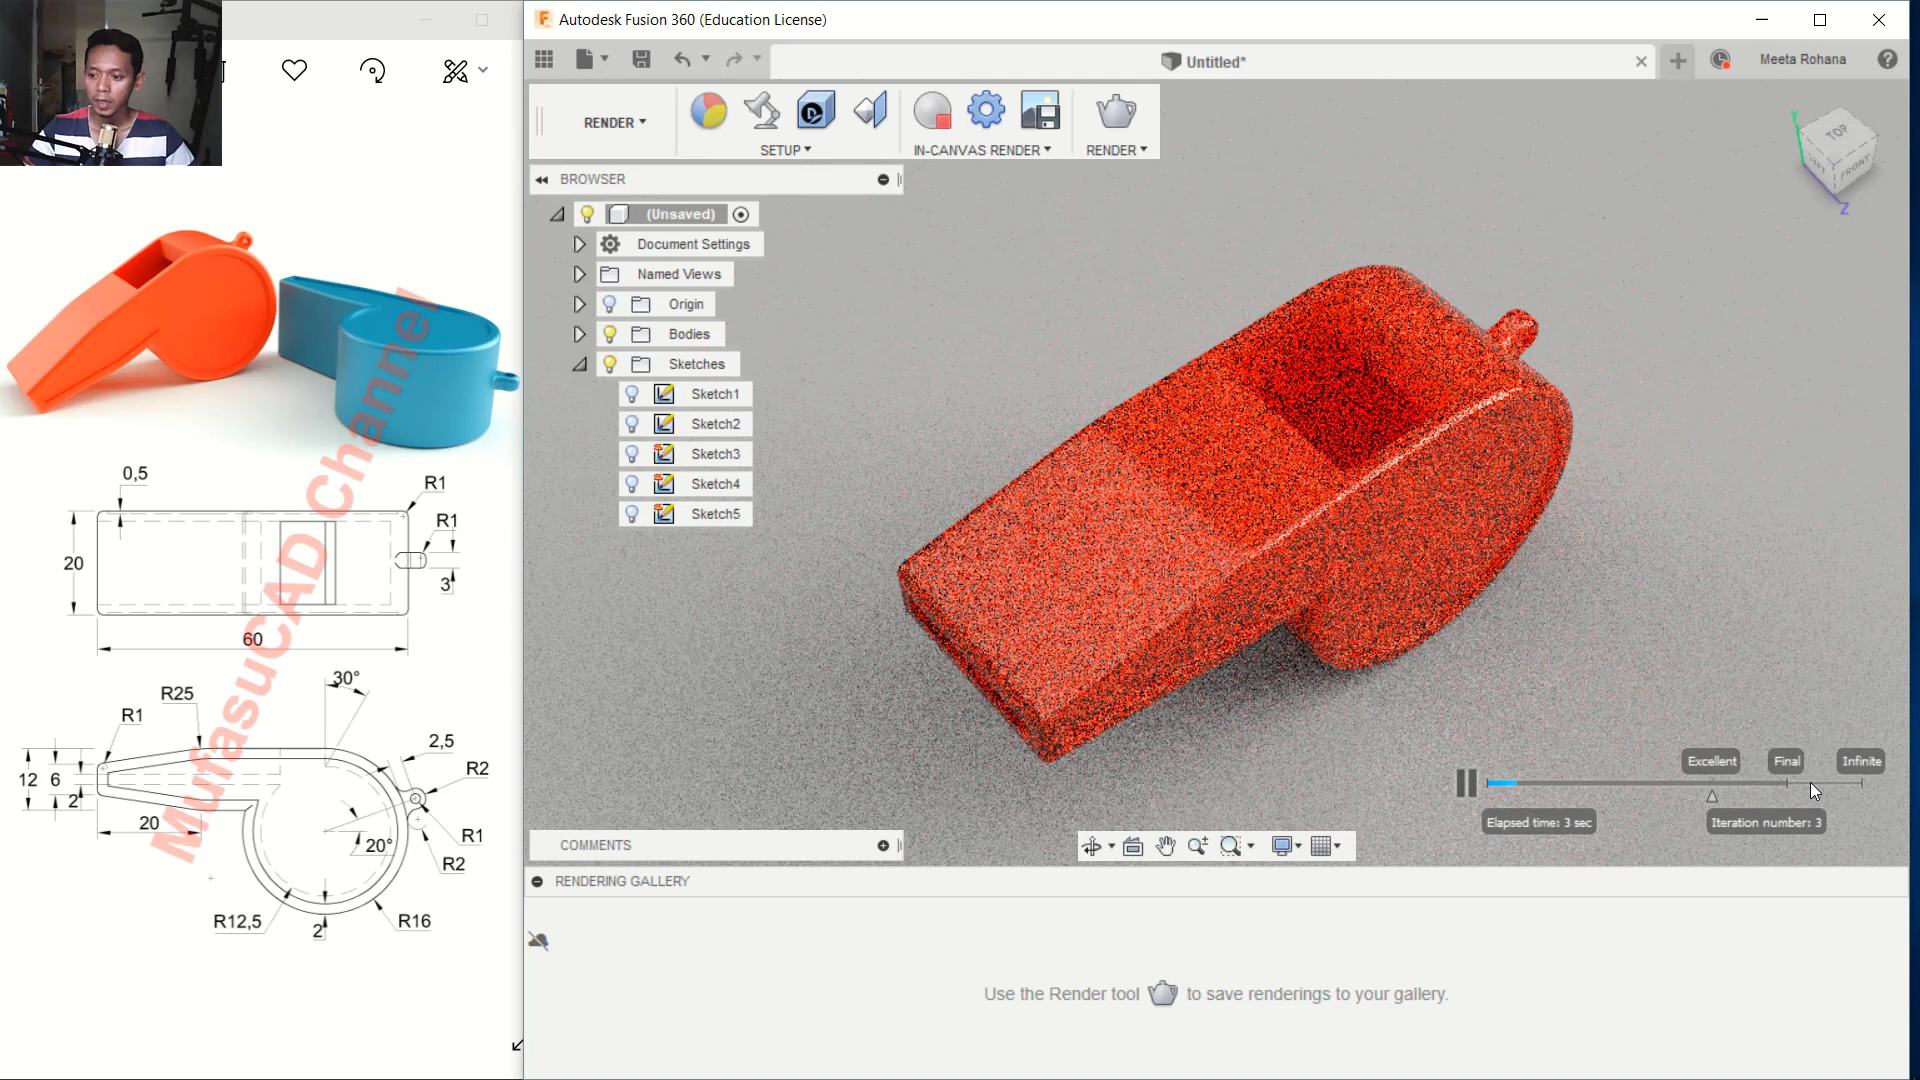 Autodesk Fusion 360 (Education License)
Untitled*
Meeta Rohana
RENDER
SETUP
IN-CANVAS RENDER
RENDER
BROWSER
(Unsaved)
Document Settings
Named Views
Origin
Bodies
Sketches
Sketch1
Sketch2
Sketch3
Sketch4
Sketch5
Y
TOP
LEFT
FRONT
Z
MufasuCAD Channel
0,5
R1
R1
20
3
60
30°
R25
R1
2,5
R2
12
6
2
20
R1
20°
R2
R12,5
2
R16
Excellent
Final
Infinite
Elapsed time: 3 sec
Iteration number: 3
COMMENTS
RENDERING GALLERY
Use the Render tool to save renderings to your gallery.